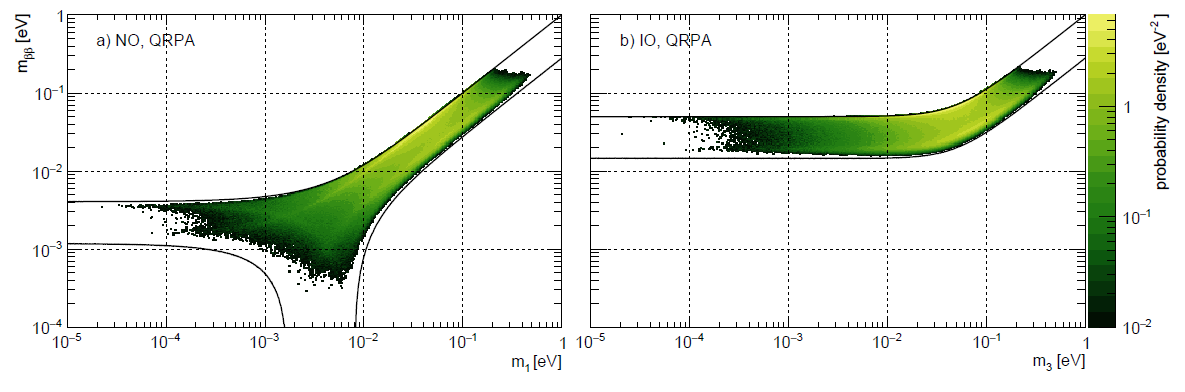 a) NO, QRPA
m_ββ [eV]
1
10⁻¹
10⁻²
10⁻³
10⁻⁴
10⁻⁵ 10⁻⁴ 10⁻³ 10⁻² 10⁻¹ 1
m₁ [eV]
b) IO, QRPA
10⁻⁵ 10⁻⁴ 10⁻³ 10⁻² 10⁻¹ 1
m₃ [eV]
probability density [eV⁻²]
1
10⁻¹
10⁻²